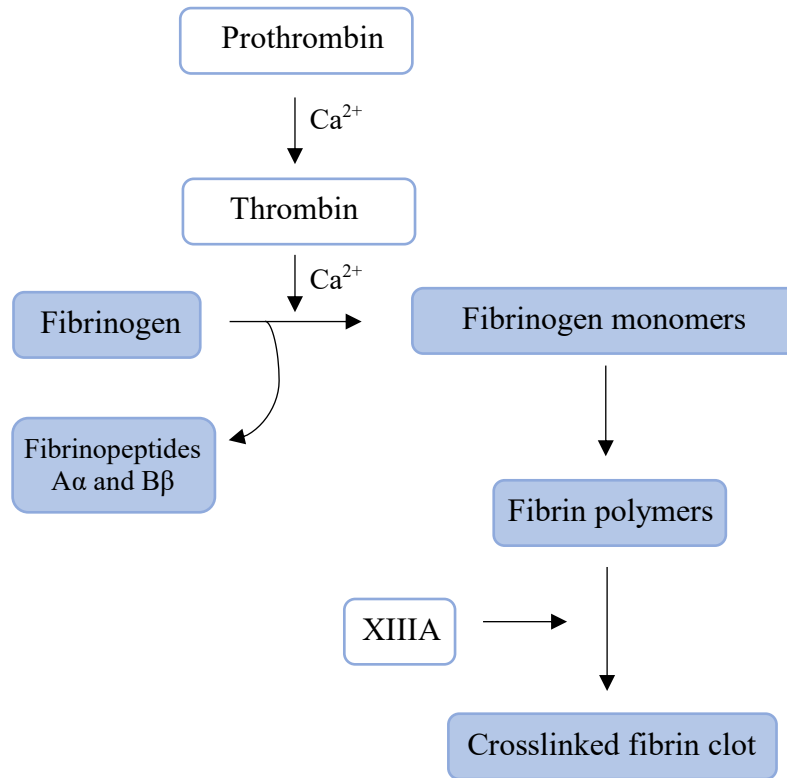 Prothrombin
Ca²⁺
Thrombin
Ca²⁺
Fibrinogen
Fibrinogen monomers
Fibrinopeptides
Aα and Bβ
Fibrin polymers
XIIIA
Crosslinked fibrin clot